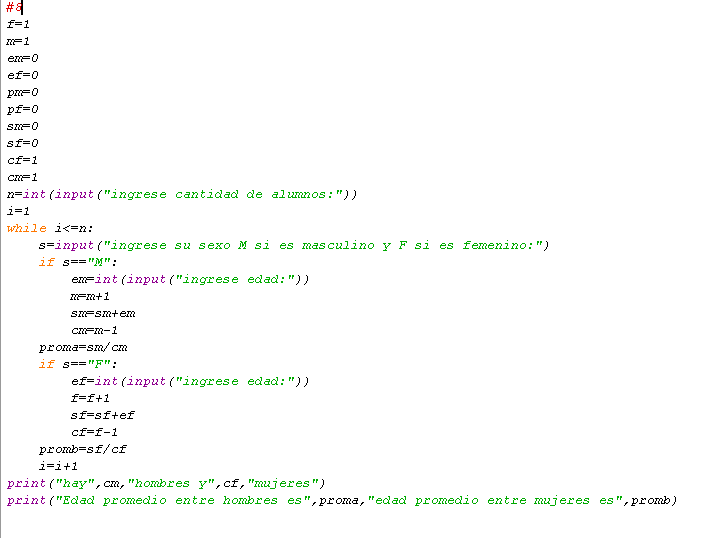 #8
f=1
m=1
em=0
ef=0
pm=0
pf=0
sm=0
sf=0
cf=1
cm=1
n=int(input("ingrese cantidad de alumnos:"))
i=1
while i<=n:
    s=input("ingrese su sexo M si es masculino y F si es femenino:")
    if s=="M":
        em=int(input("ingrese edad:"))
        m=m+1
        sm=sm+em
        cm=m-1
    proma=sm/cm
    if s=="F":
        ef=int(input("ingrese edad:"))
        f=f+1
        sf=sf+ef
        cf=f-1
    promb=sf/cf
    i=i+1
print("hay",cm,"hombres y",cf,"mujeres")
print("Edad promedio entre hombres es",proma,"edad promedio entre mujeres es",promb)